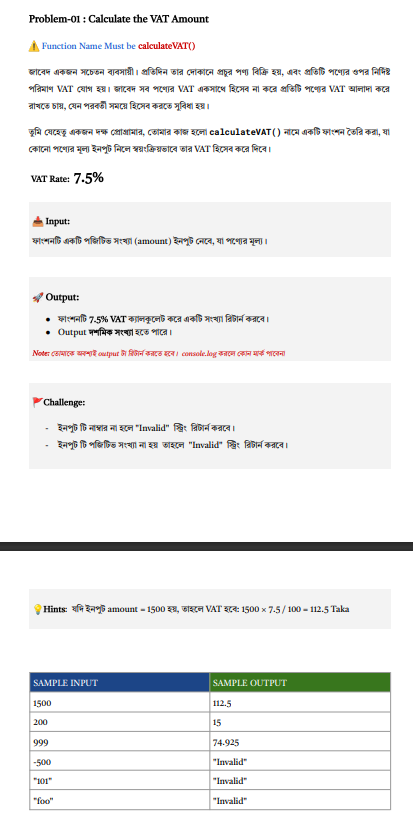 Problem-01 : Calculate the VAT Amount
⚠️ Function Name Must be calculateVAT()
জাবেদ একজন সচেতন ব্যবসায়ী। প্রতিদিন তার দোকানে প্রচুর পণ্য বিক্রি হয়, এবং প্রতিটি পণ্যের ওপর নির্দিষ্ট
পরিমাণ VAT যোগ হয়। জাবেদ সব পণ্যের VAT একসাথে হিসেব না করে প্রতিটি পণ্যের VAT আলাদা করে
রাখতে চায়, যেন পরবর্তী সময়ে হিসেব করতে সুবিধা হয়।
তুমি যেহেতু একজন দক্ষ প্রোগ্রামার, তোমার কাজ হলো calculateVAT() নামে একটি ফাংশন তৈরি করা, যা
কোনো পণ্যের মূল্য ইনপুট নিলে স্বয়ংক্রিয়ভাবে তার VAT হিসেব করে দিবে।
VAT Rate: 7.5%
📥 Input:
ফাংশনটি একটি পজিটিভ সংখ্যা (amount) ইনপুট নেবে, যা পণ্যের মূল্য।
🚀 Output:
● ফাংশনটি 7.5% VAT ক্যালকুলেট করে একটি সংখ্যা রিটার্ন করবে।
● Output দশমিক সংখ্যা হতে পারে।
Note: তোমাকে অবশ্যই output টা রিটার্ন করতে হবে। console.log করলে কোন মার্ক পাবেনা
🚩Challenge:
- ইনপুট টি নাম্বার না হলে "Invalid" স্ট্রিং রিটার্ন করবে।
- ইনপুট টি পজিটিভ সংখ্যা না হয় তাহলে "Invalid" স্ট্রিং রিটার্ন করবে।
💡Hints: যদি ইনপুট amount = 1500 হয়, তাহলে VAT হবে: 1500 × 7.5 / 100 = 112.5 Taka
SAMPLE INPUT SAMPLE OUTPUT
1500 112.5
200 15
999 74.925
-500 "Invalid"
"101" "Invalid"
"foo" "Invalid"